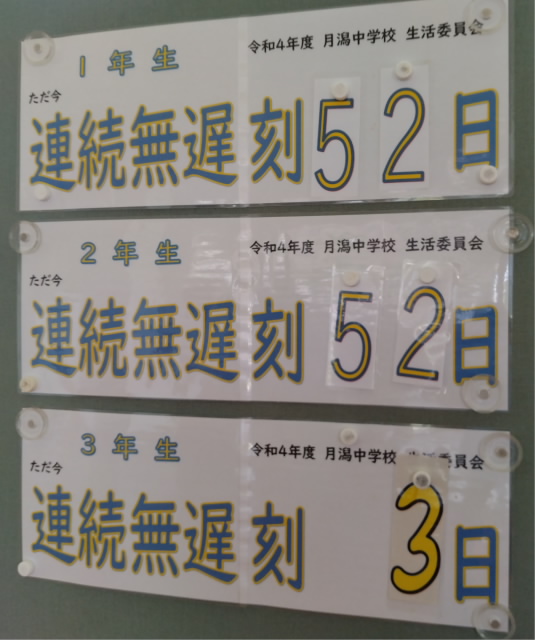 1年生
令和4年度 月潟中学校 生活委員会
ただ今
連続無遅刻52日
2年生
令和4年度 月潟中学校 生活委員会
ただ今
連続無遅刻52日
3年生
令和4年度 月潟中学校 生活委員会
ただ今
連続無遅刻3日